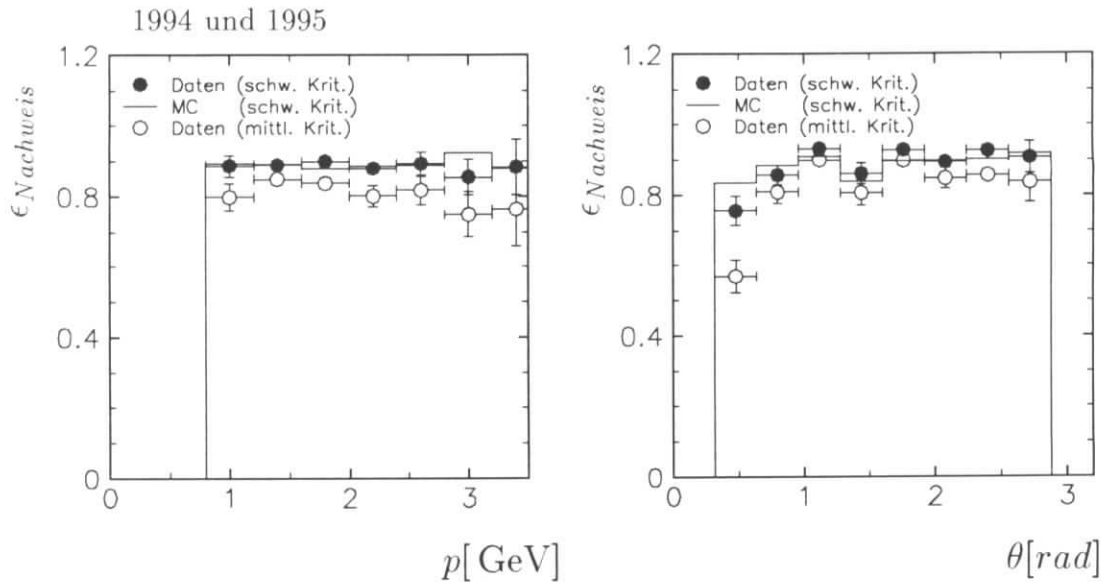 1994 und 1995
ϵ_Nachweis
1.2
0.8
0.4
0
Daten (schw. Krit.)
MC (schw. Krit.)
Daten (mittl. Krit.)
0 1 2 3
p[GeV]
ϵ_Nachweis
1.2
0.8
0.4
0
Daten (schw. Krit.)
MC (schw. Krit.)
Daten (mittl. Krit.)
0 1 2 3
θ[rad]